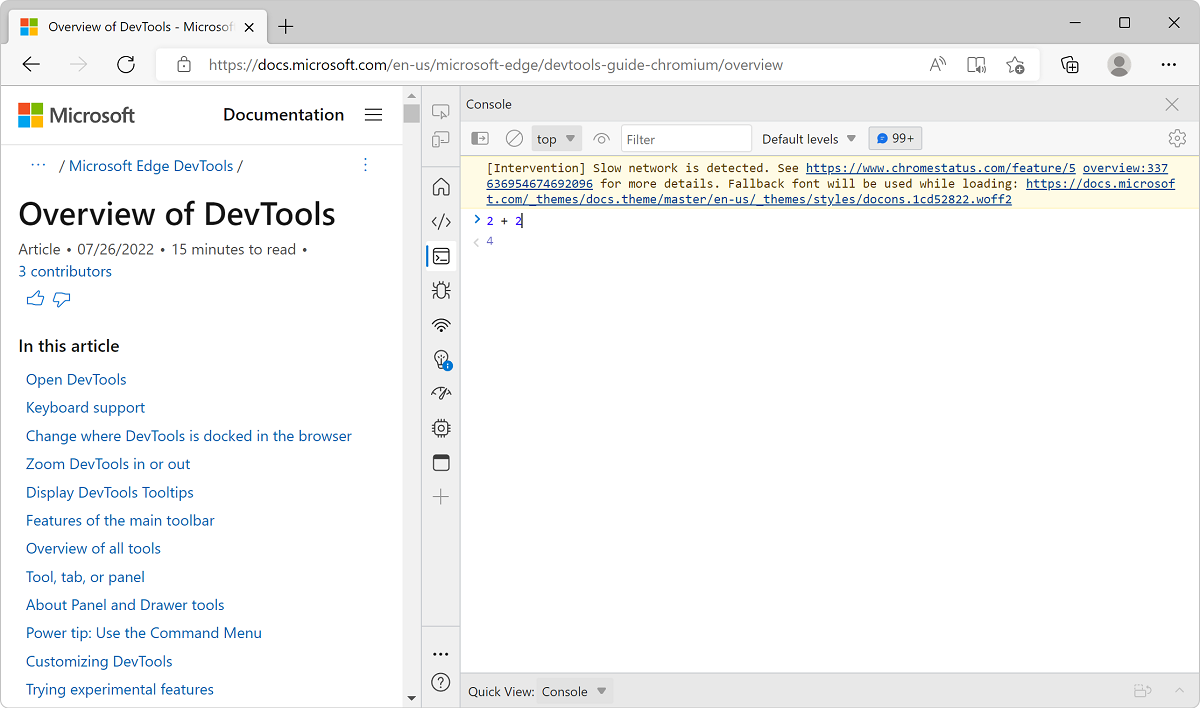 Overview of DevTools - Microsof
https://docs.microsoft.com/en-us/microsoft-edge/devtools-guide-chromium/overview
Microsoft
Documentation
... / Microsoft Edge DevTools /
Overview of DevTools
Article • 07/26/2022 • 15 minutes to read •
3 contributors
In this article
Open DevTools
Keyboard support
Change where DevTools is docked in the browser
Zoom DevTools in or out
Display DevTools Tooltips
Features of the main toolbar
Overview of all tools
Tool, tab, or panel
About Panel and Drawer tools
Power tip: Use the Command Menu
Customizing DevTools
Trying experimental features
Console
top
Filter
Default levels
99+
[Intervention] Slow network is detected. See https://www.chromestatus.com/feature/5 overview:337
636954674692096 for more details. Fallback font will be used while loading: https://docs.microsof
t.com/_themes/docs.theme/master/en-us/_themes/styles/docons.1cd52822.woff2
> 2 + 2
< 4
Quick View: Console